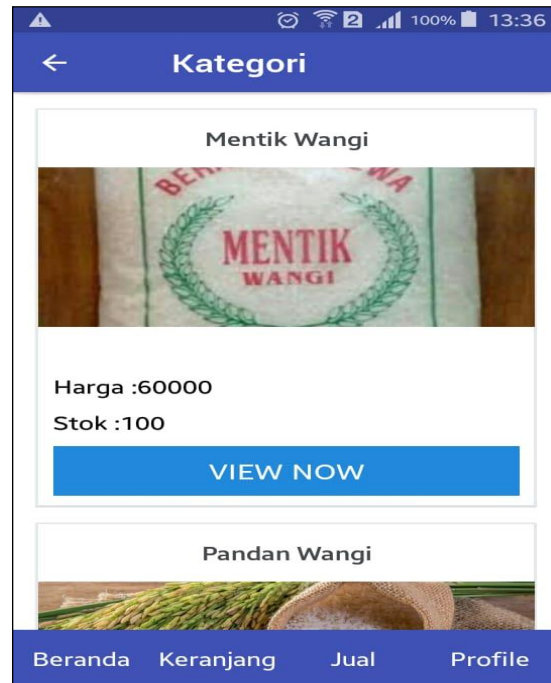 2 100% 13:36
Kategori
Mentik Wangi
MENTIK
WANGI
Harga :60000
Stok :100
VIEW NOW
Pandan Wangi
Beranda Keranjang Jual Profile